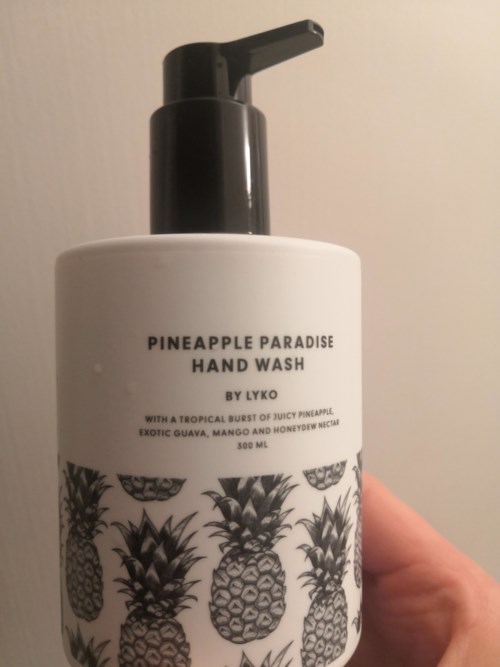 PINEAPPLE PARADISE
HAND WASH
BY LYKO
WITH A TROPICAL BURST OF JUICY PINEAPPLE,
EXOTIC GUAVA, MANGO AND HONEYDEW NECTAR
300 ML